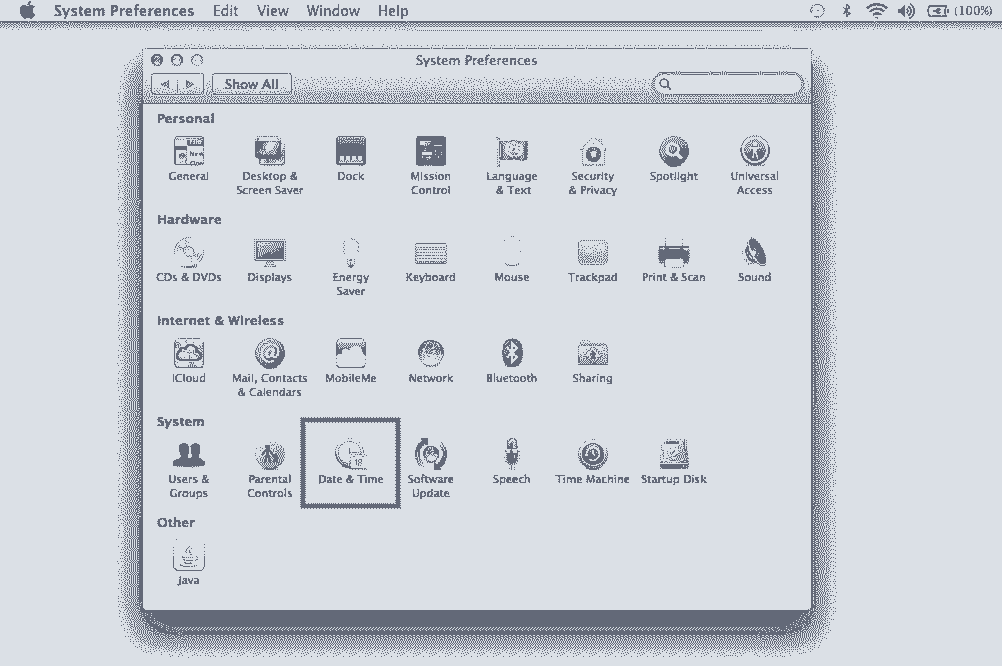 System Preferences Edit View Window Help (100%)
System Preferences
Show All
Personal
General Desktop & Screen Saver Dock Mission Control Language & Text Security & Privacy Spotlight Universal Access
Hardware
CDs & DVDs Displays Energy Saver Keyboard Mouse Trackpad Print & Scan Sound
Internet & Wireless
iCloud Mail, Contacts & Calendars MobileMe Network Bluetooth Sharing
System
Users & Groups Parental Controls Date & Time Software Update Speech Time Machine Startup Disk
Other
Java